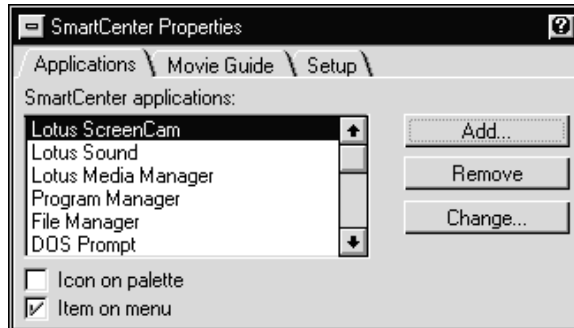 SmartCenter Properties
Applications Movie Guide Setup
SmartCenter applications:
Lotus ScreenCam
Lotus Sound
Lotus Media Manager
Program Manager
File Manager
DOS Prompt
Add...
Remove
Change...
Icon on palette
Item on menu